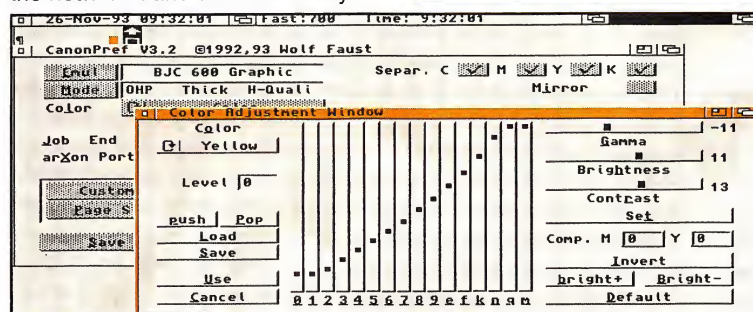 26-Nov-93 09:32:01 Fast:700 Time: 9:32:01
CanonPref V3.2 ©1992,93 Wolf Faust
Emul BJC 600 Graphic Separ. C M Y K
Mode OHP Thick H-Quali Mirror
Color
Color Adjustment Window
Job End
arXon Port
Custom
Page S
Save
Color
Yellow
Level 0
push Pop
Load
Save
Use
Cancel
0 1 2 3 4 5 6 7 8 9 e f k n q m
-11
Gamma
11
Brightness
13
Contrast
Set
Comp. M 0 Y 0
Invert
bright+ Bright-
Default